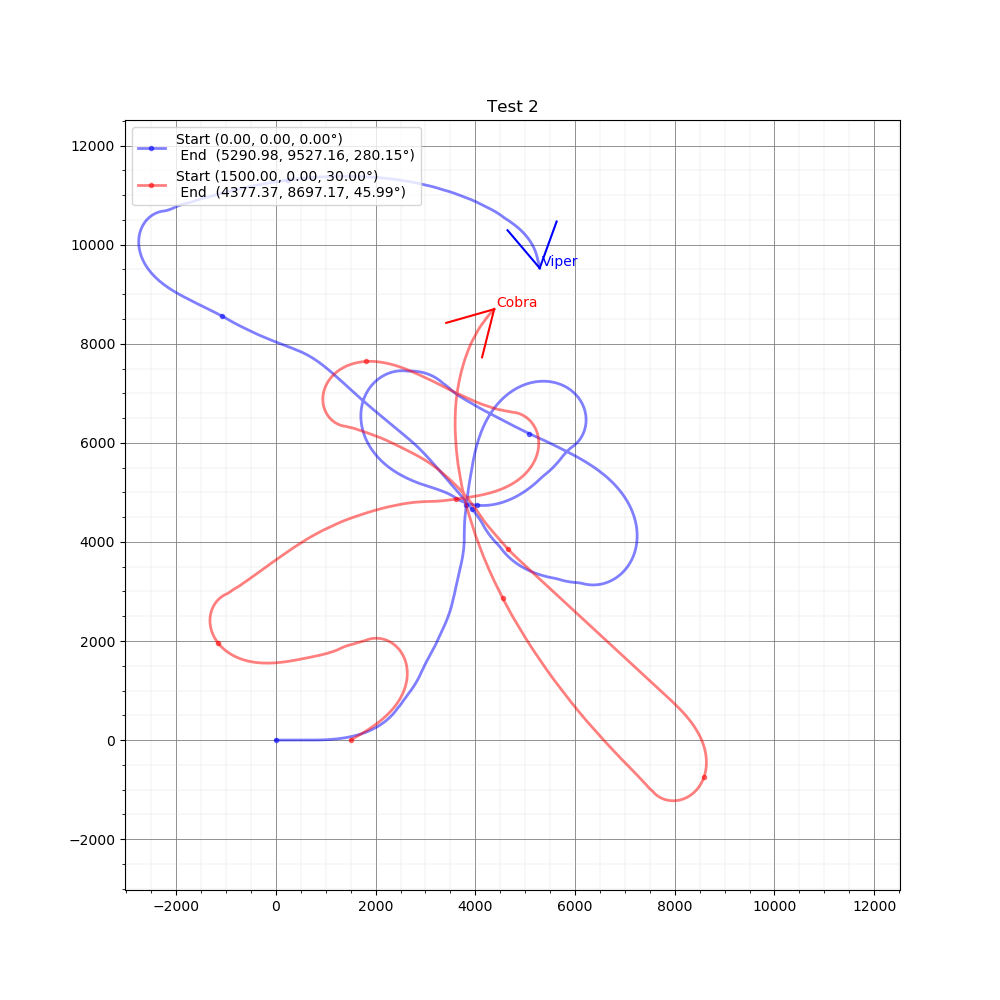 Test 2
Start (0.00, 0.00, 0.00°)
End  (5290.98, 9527.16, 280.15°)
Start (1500.00, 0.00, 30.00°)
End  (4377.37, 8697.17, 45.99°)
12000
10000
8000
6000
4000
2000
0
−2000
Viper
Cobra
−2000 0 2000 4000 6000 8000 10000 12000